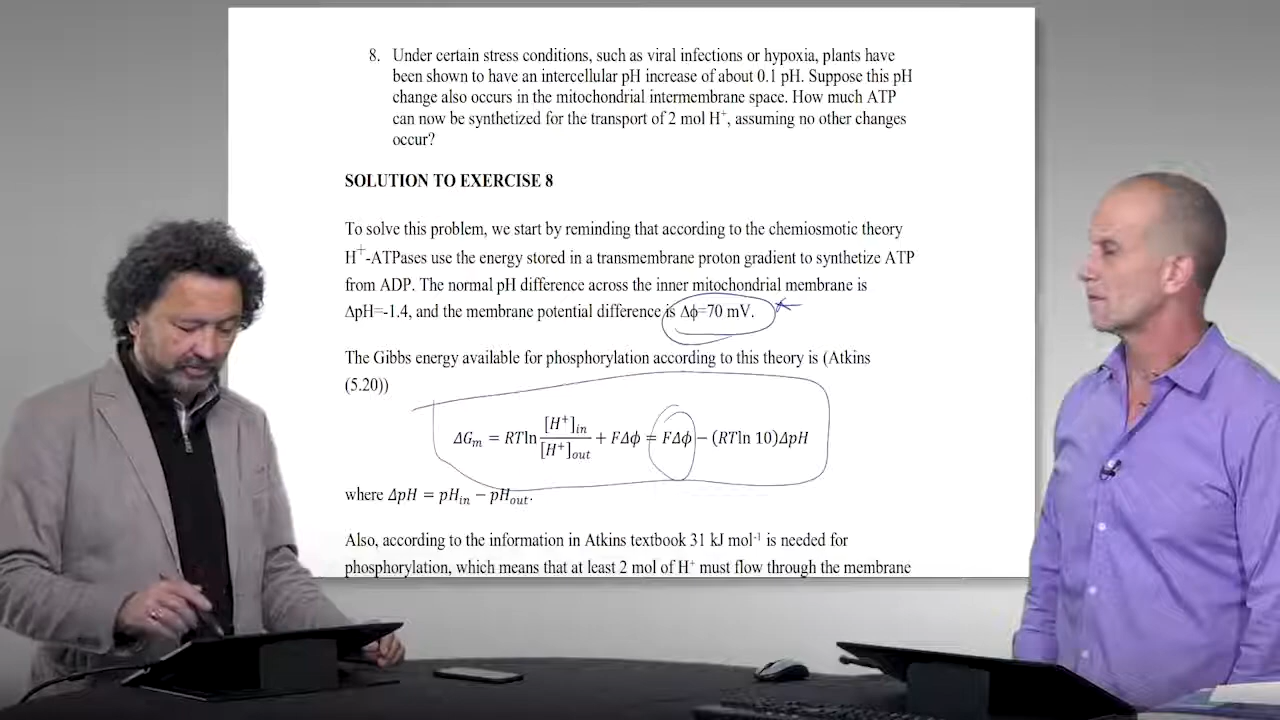 8. Under certain stress conditions, such as viral infections or hypoxia, plants have
been shown to have an intercellular pH increase of about 0.1 pH. Suppose this pH
change also occurs in the mitochondrial intermembrane space. How much ATP
can now be synthetized for the transport of 2 mol H⁺, assuming no other changes
occur?
SOLUTION TO EXERCISE 8
To solve this problem, we start by reminding that according to the chemiosmotic theory
H⁺-ATPases use the energy stored in a transmembrane proton gradient to synthetize ATP
from ADP. The normal pH difference across the inner mitochondrial membrane is
ΔpH=-1.4, and the membrane potential difference is Δϕ=70 mV.
The Gibbs energy available for phosphorylation according to this theory is (Atkins
(5.20))
ΔGₘ = RTln [H⁺]in / [H⁺]out + FΔϕ = FΔϕ − (RTln 10)ΔpH
where ΔpH = pHin − pHout.
Also, according to the information in Atkins textbook 31 kJ mol⁻¹ is needed for
phosphorylation, which means that at least 2 mol of H⁺ must flow through the membrane